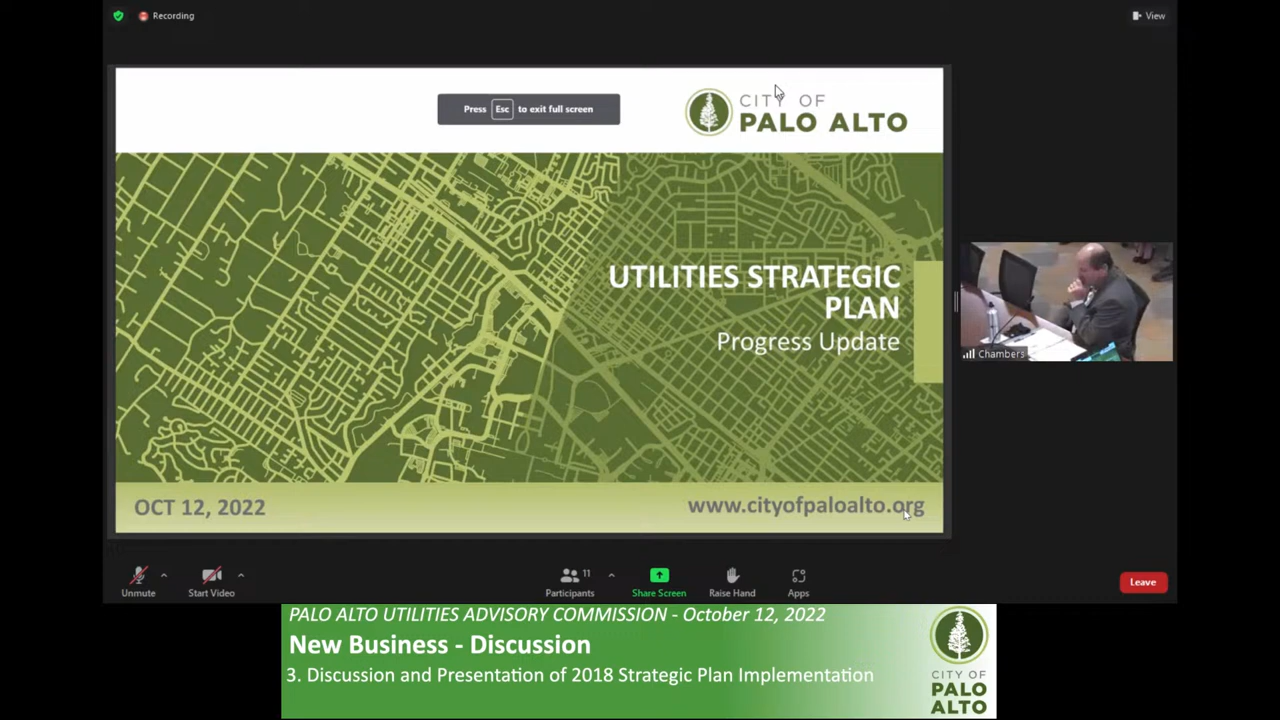 Recording
View
Press Esc to exit full screen
CITY OF
PALO ALTO
UTILITIES STRATEGIC
PLAN
Progress Update
OCT 12, 2022
www.cityofpaloalto.org
Chambers
Unmute
Start Video
11
Participants
Share Screen
Raise Hand
Apps
Leave
PALO ALTO UTILITIES ADVISORY COMMISSION - October 12, 2022
New Business - Discussion
3. Discussion and Presentation of 2018 Strategic Plan Implementation
CITY OF
PALO
ALTO